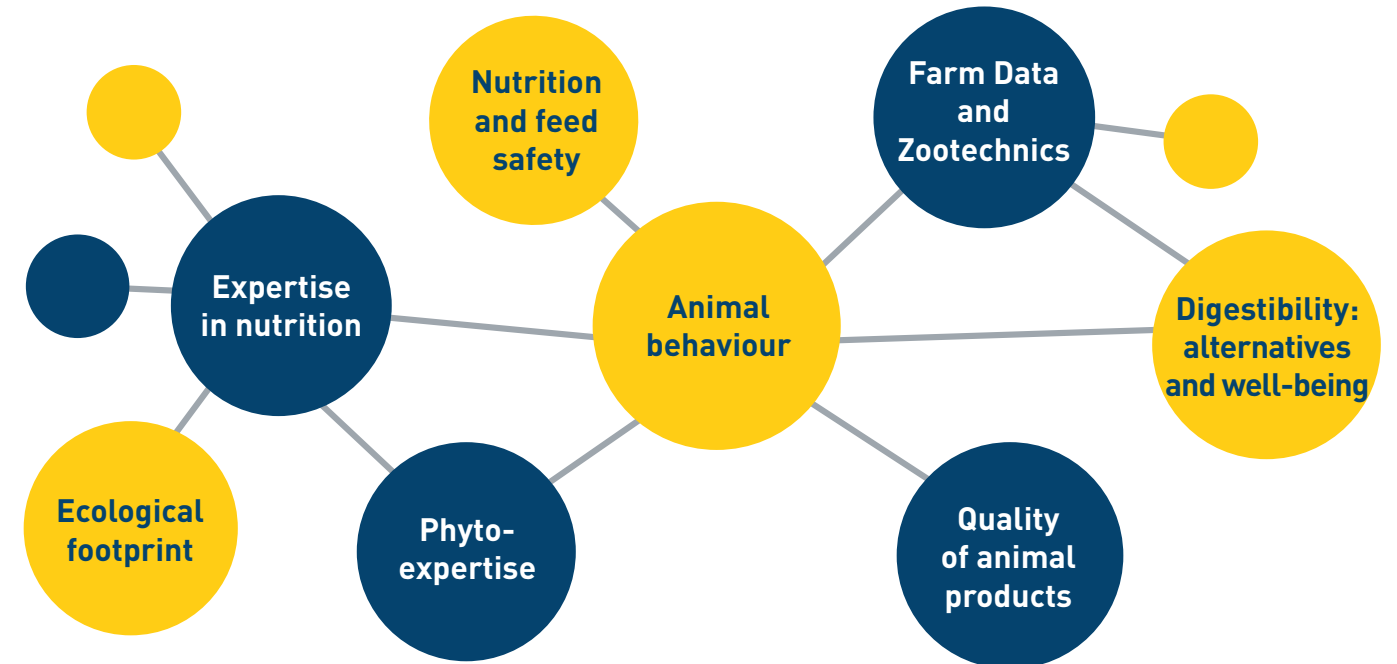 Nutrition
and feed
safety
Farm Data
and
Zootechnics
Expertise
in nutrition
Animal
behaviour
Digestibility:
alternatives
and well-being
Ecological
footprint
Phyto-
expertise
Quality
of animal
products